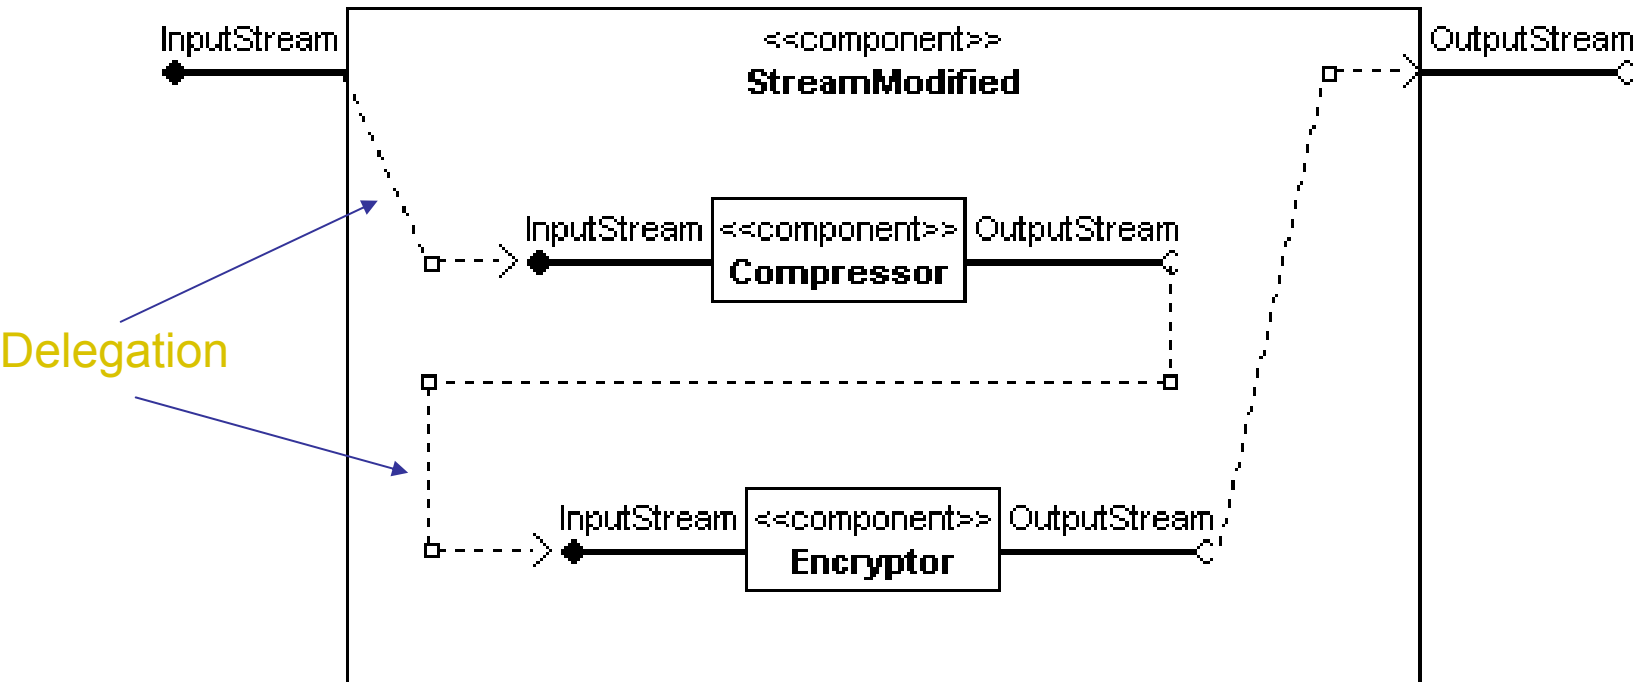 InputStream
<<component>>
StreamModified
OutputStream
InputStream
<<component>>
Compressor
OutputStream
Delegation
InputStream
<<component>>
Encryptor
OutputStream